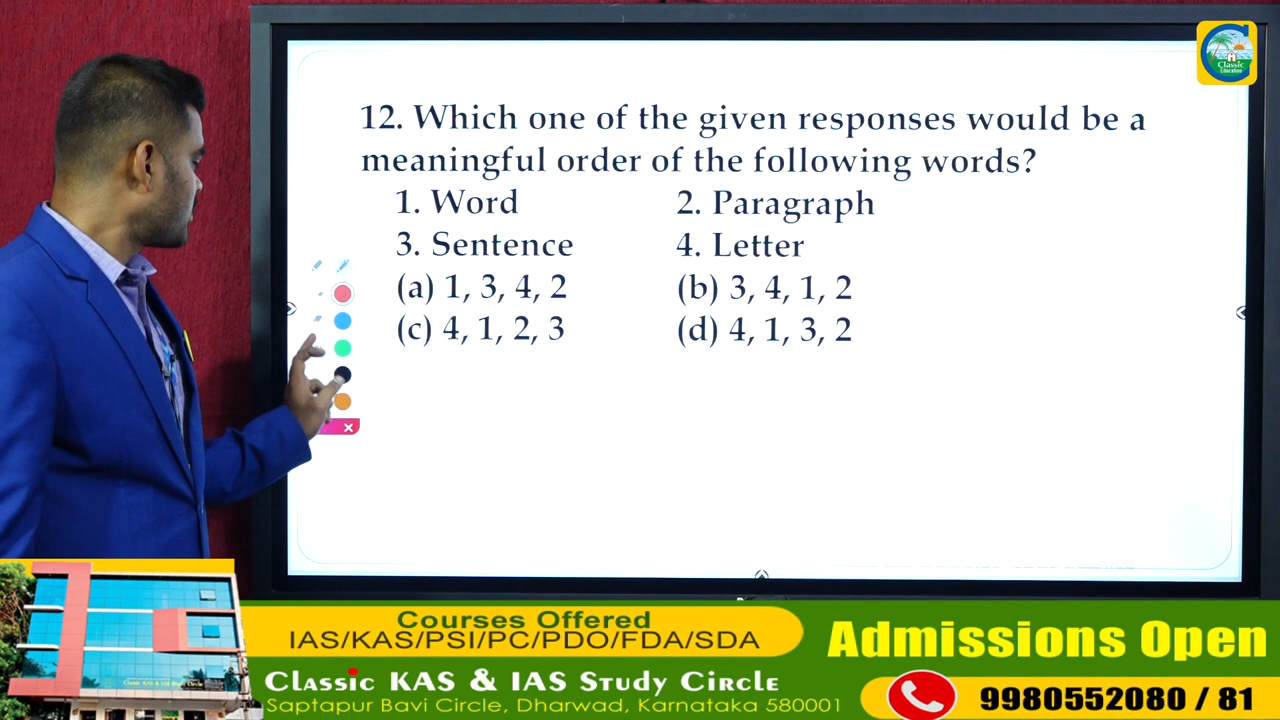 Classic
Education
12. Which one of the given responses would be a
meaningful order of the following words?
1. Word 2. Paragraph
3. Sentence 4. Letter
(a) 1, 3, 4, 2 (b) 3, 4, 1, 2
(c) 4, 1, 2, 3 (d) 4, 1, 3, 2
Courses Offered
IAS/KAS/PSI/PC/PDO/FDA/SDA
Classic KAS & IAS Study Circle
Saptapur Bavi Circle, Dharwad, Karnataka 580001
Admissions Open
9980552080 / 81